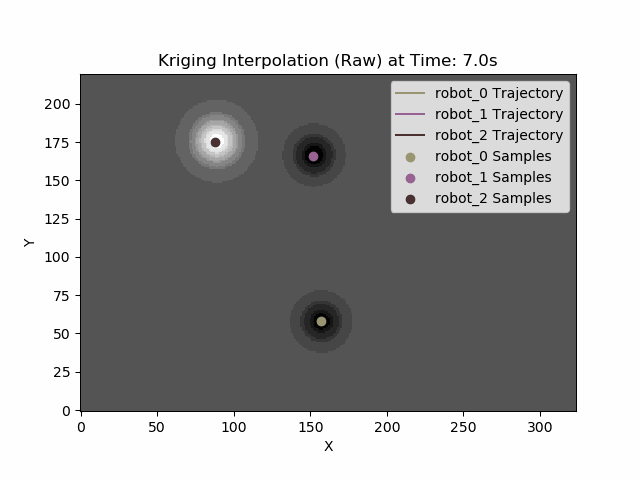 Kriging Interpolation (Raw) at Time: 7.0s
robot_0 Trajectory
robot_1 Trajectory
robot_2 Trajectory
robot_0 Samples
robot_1 Samples
robot_2 Samples
200
175
150
125
100
75
50
25
0
Y
0 50 100 150 200 250 300
X